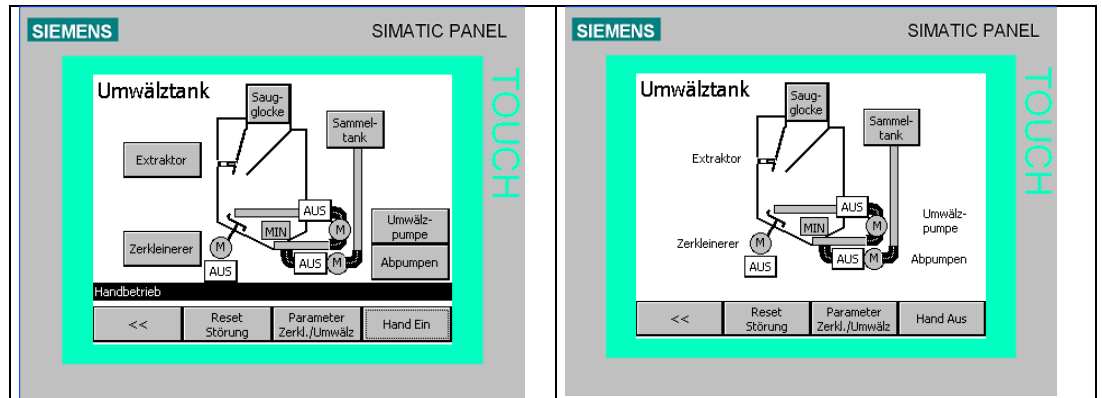 SIEMENS
SIMATIC PANEL
TOUCH
Umwälztank
Saug-
glocke
Sammel-
tank
Extraktor
AUS
Umwälz-
pumpe
MIN
M
Zerkleinerer
M
AUS
AUS
M
Abpumpen
Handbetrieb
<<
Reset
Störung
Parameter
Zerkl./Umwälz
Hand Ein
SIEMENS
SIMATIC PANEL
TOUCH
Umwälztank
Saug-
glocke
Sammel-
tank
Extraktor
AUS
Umwälz-
pumpe
MIN
M
Zerkleinerer
M
AUS
AUS
M
Abpumpen
<<
Reset
Störung
Parameter
Zerkl./Umwälz
Hand Aus